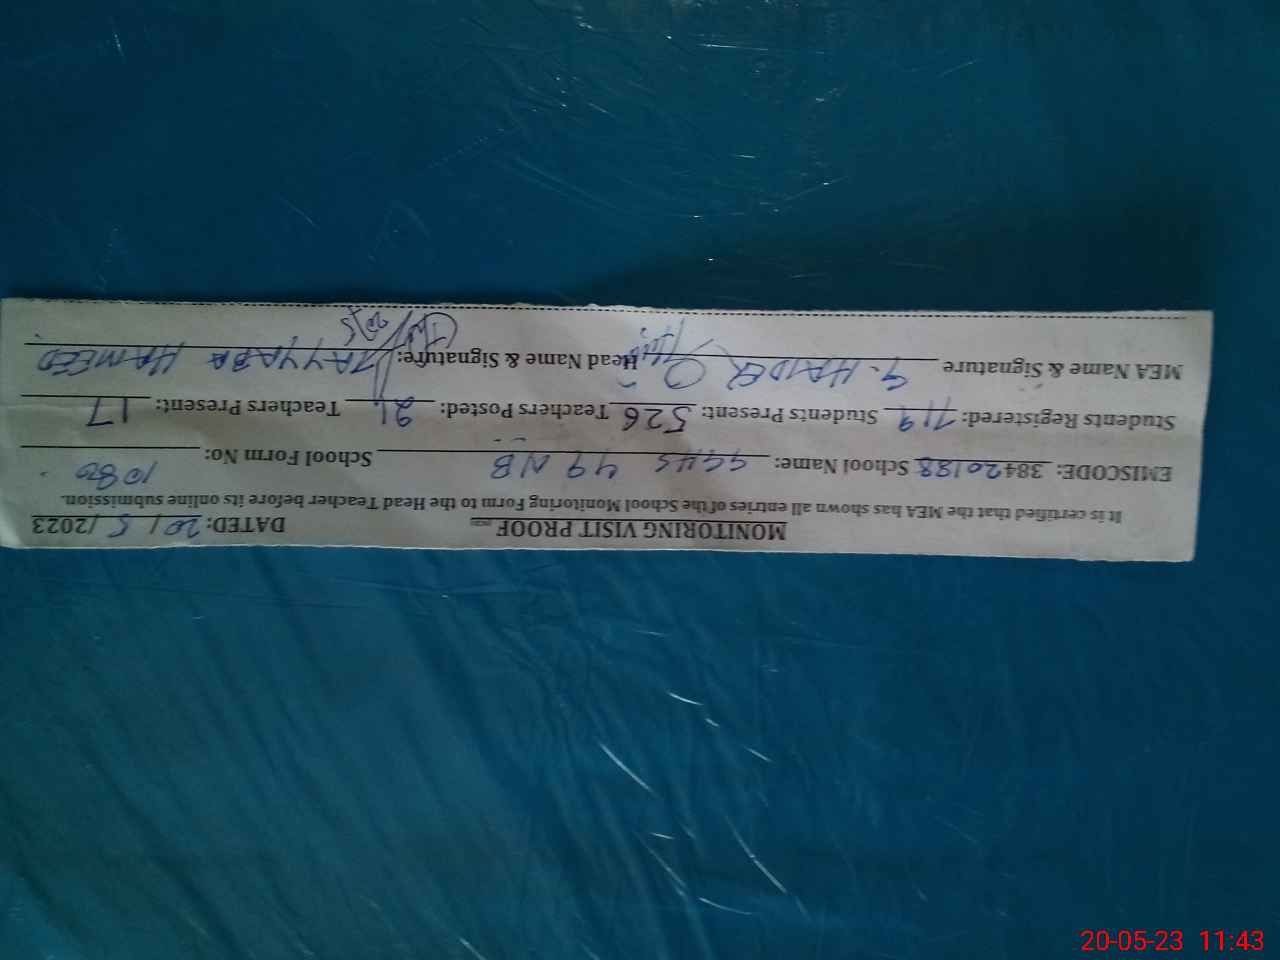 MONITORING VISIT PROOF DATED: 20 / 5 /2023
It is certified that the MEA has shown all entries of the School Monitoring Form to the Head Teacher before its online submission.
EMISCODE: 38420188 School Name: GGHS 49 NB School Form No: 1080
Students Registered: 719 Students Present: 526 Teachers Posted: 21 Teachers Present: 17
MEA Name & Signature G. HAIDER Head Name & Signature: TAYYABA HAMEED
20-05-23 11:43